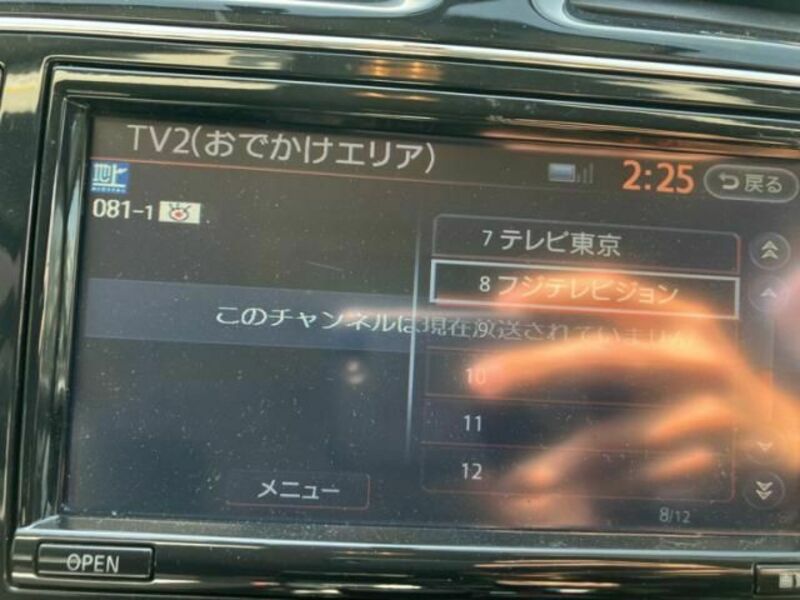 TV2(おでかけエリア)
2:25
戻る
地上
081-1
7 テレビ東京
8 フジテレビジョン
このチャンネルは現在放送されていません
9
10
11
12
メニュー
8/12
OPEN